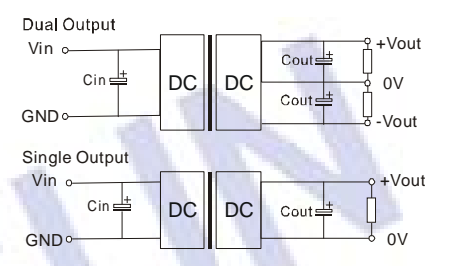 Dual Output
Vin
+Vout
Cin
+
DC
DC
Cout
+
0V
Cout
+
GND
-Vout
Single Output
Vin
+Vout
Cin
+
DC
DC
Cout
+
GND
0V